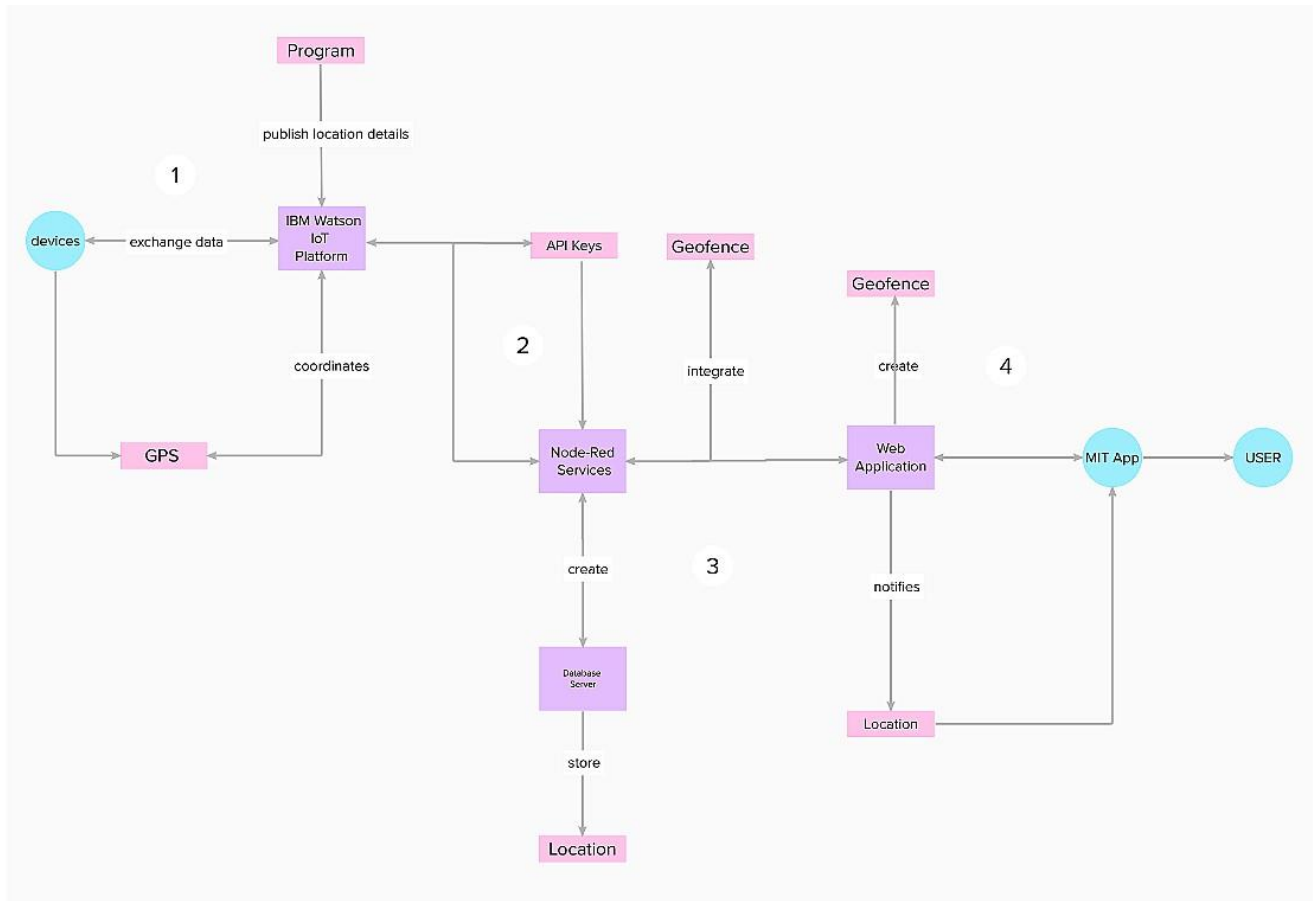 Program
publish location details
1
IBM Watson
IoT
Platform
devices
exchange data
API Keys
Geofence
Geofence
2
coordinates
integrate
create
4
GPS
Node-Red
Services
Web
Application
MIT App
USER
create
3
notifies
Database
Server
Location
store
Location